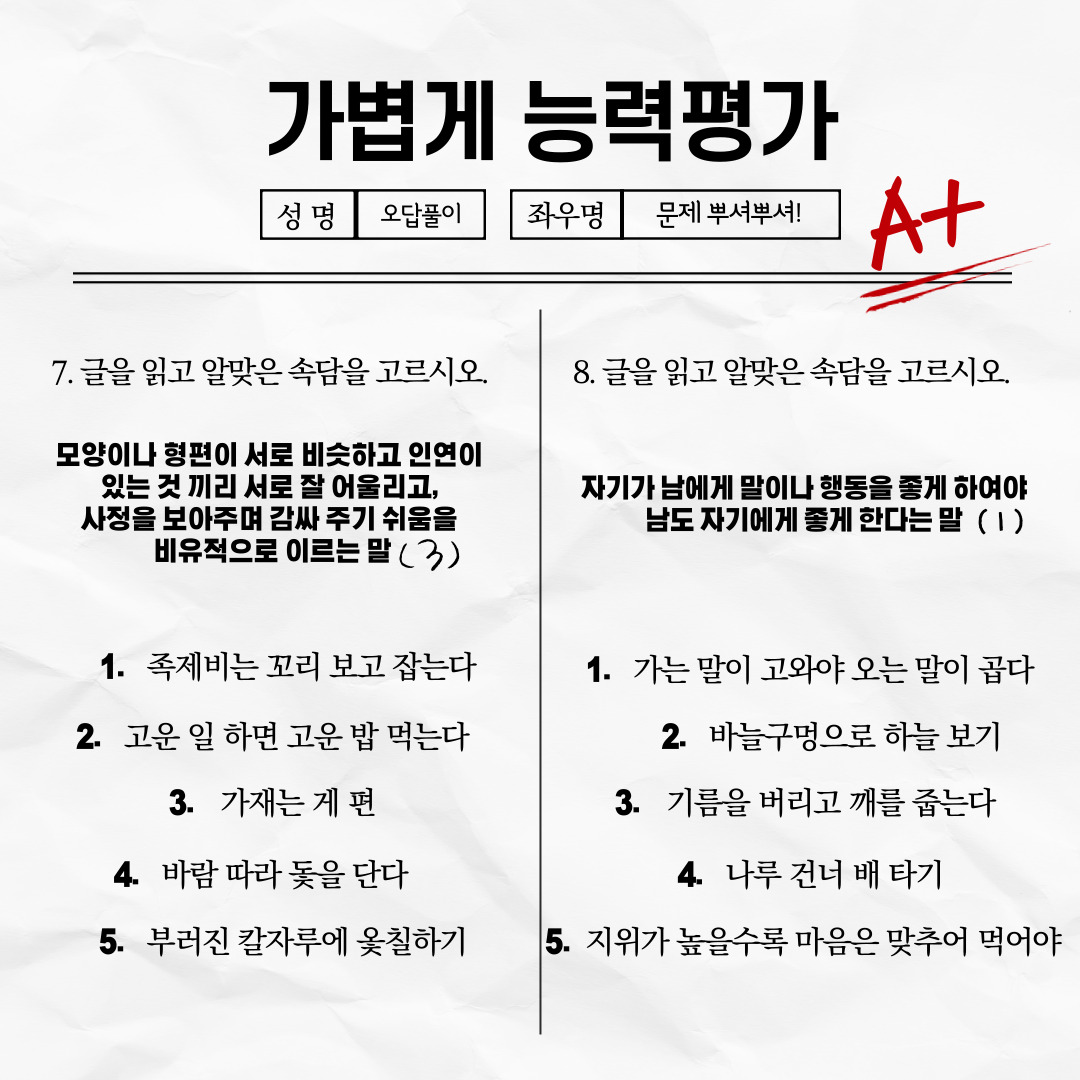 가볍게 능력평가
성 명 오답풀이 좌우명 문제 뿌셔뿌셔!
A+
7. 글을 읽고 알맞은 속담을 고르시오.
모양이나 형편이 서로 비슷하고 인연이
있는 것 끼리 서로 잘 어울리고,
사정을 보아주며 감싸 주기 쉬움을
비유적으로 이르는 말 (3)
1. 족제비는 꼬리 보고 잡는다
2. 고운 일 하면 고운 밥 먹는다
3. 가재는 게 편
4. 바람 따라 돛을 단다
5. 부러진 칼자루에 옻칠하기
8. 글을 읽고 알맞은 속담을 고르시오.
자기가 남에게 말이나 행동을 좋게 하여야
남도 자기에게 좋게 한다는 말 (1)
1. 가는 말이 고와야 오는 말이 곱다
2. 바늘구멍으로 하늘 보기
3. 기름을 버리고 깨를 줍는다
4. 나루 건너 배 타기
5. 지위가 높을수록 마음은 맞추어 먹어야